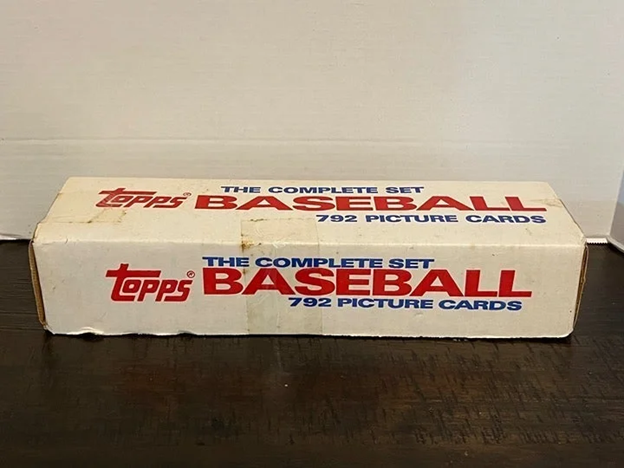 THE COMPLETE SET
Topps® BASEBALL
792 PICTURE CARDS
THE COMPLETE SET
Topps® BASEBALL
792 PICTURE CARDS